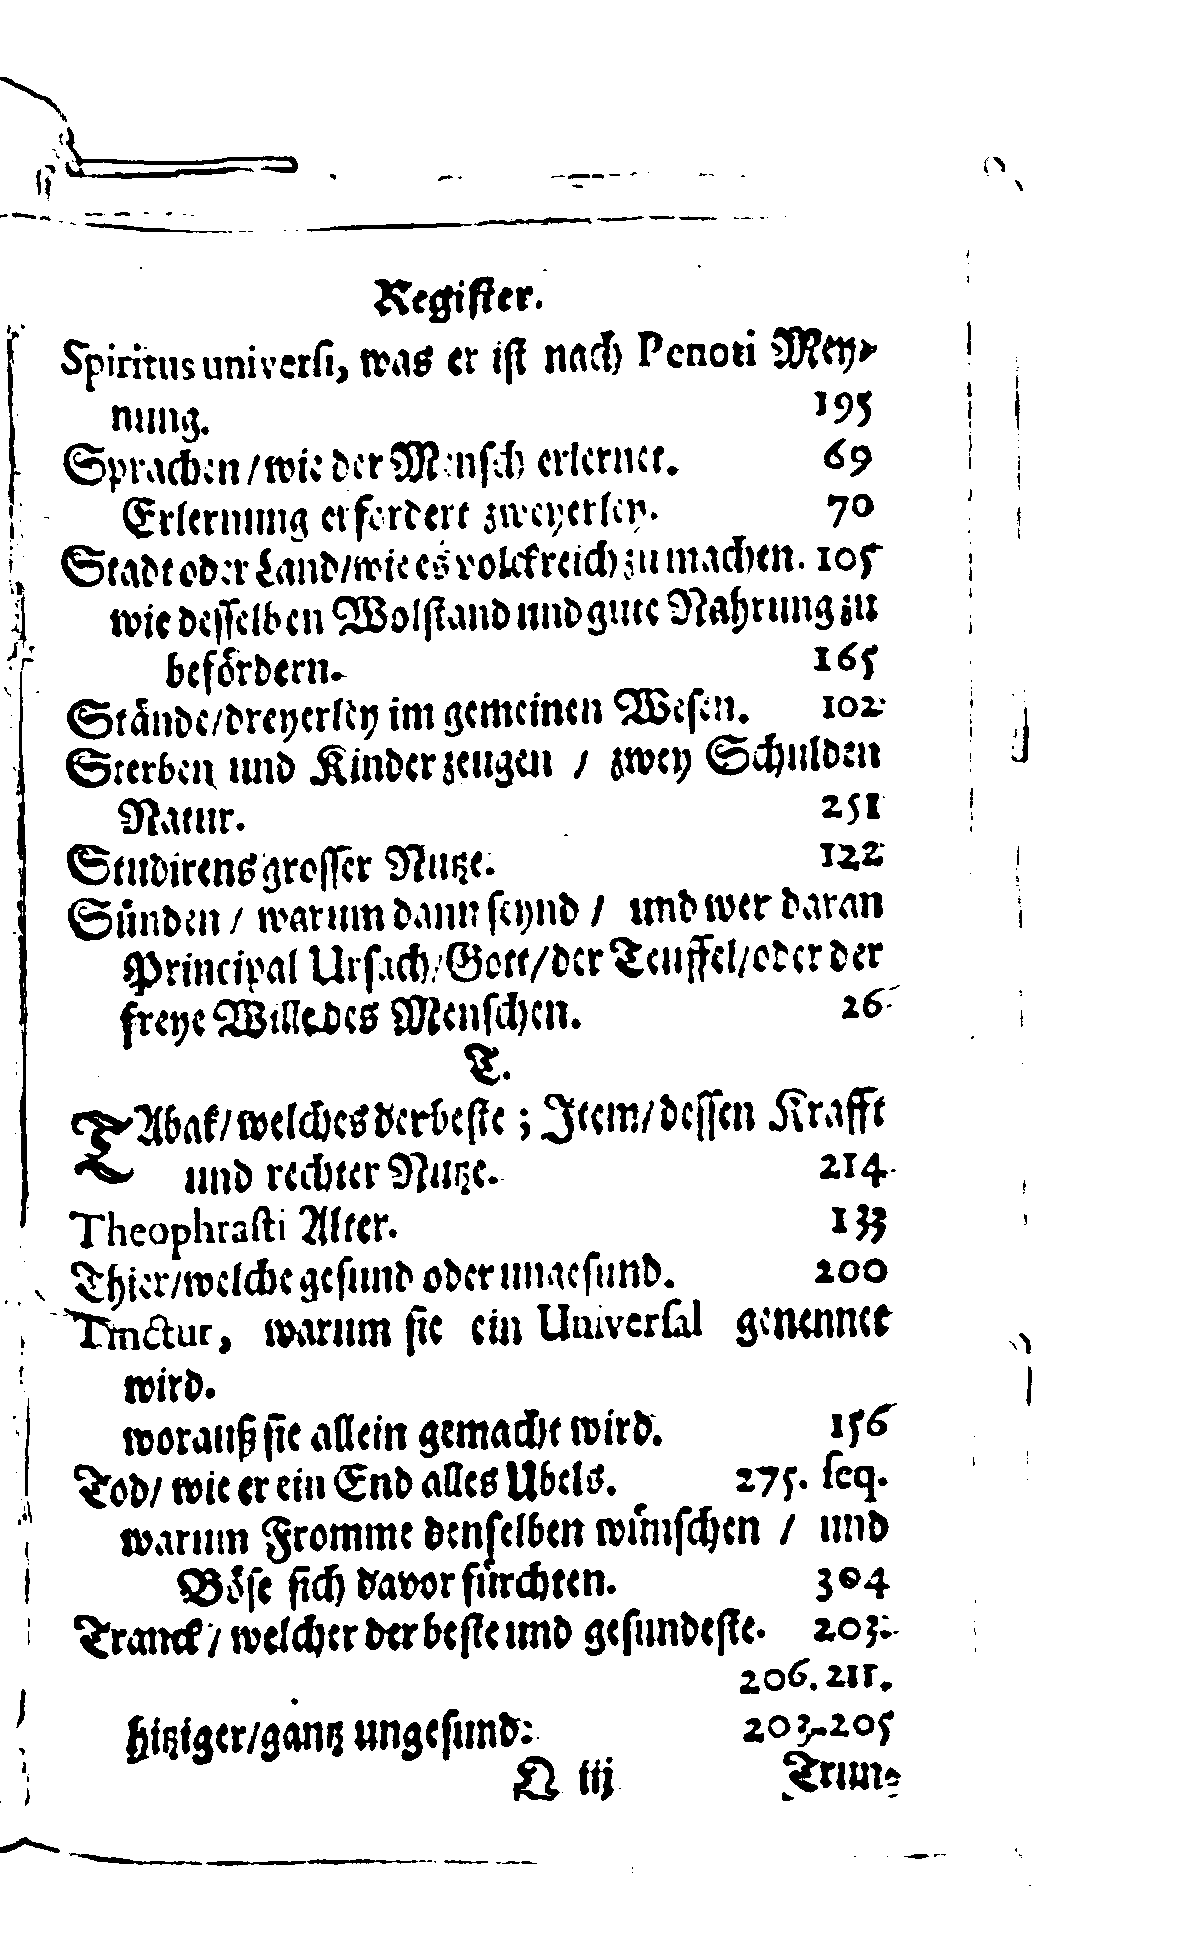 Register.
Spiritus universi, was er ist nach Penoti Mey-
nung. 195
Sprachen/wie der Mensch erlernet. 69
Erlernung erfordert zweyerley. 70
Stadt oder Land/wie es volckreich zu machen. 105
wie desselben Wolstand und gute Nahrung zu
befördern. 165
Stände/dreyerley im gemeinen Wesen. 102
Sterben und Kinder zeugen / zwey Schulden
Natur. 251
Studirens grosser Nutze. 122
Sünden / warum dann seynd / und wer daran
Principal Ursach/Gott/der Teuffel/oder der
freye Wille des Menschen. 26
T.
TAbak/welches der beste; Item/dessen Krafft
und rechter Nutze. 214
Theophrasti Alter. 133
Thier/welche gesund oder ungesund. 200
Tinctur, warum sie ein Universal genennet
wird.
worauß sie allein gemacht wird. 156
Tod/ wie er ein End alles Ubels. 275. seq.
warum Fromme denselben wünschen / und
Böse sich davor fürchten. 304
Tranck/ welcher der beste und gesundeste. 203.
206. 211.
hitziger/gantz ungesund. 203. 205
Q iij Trun-